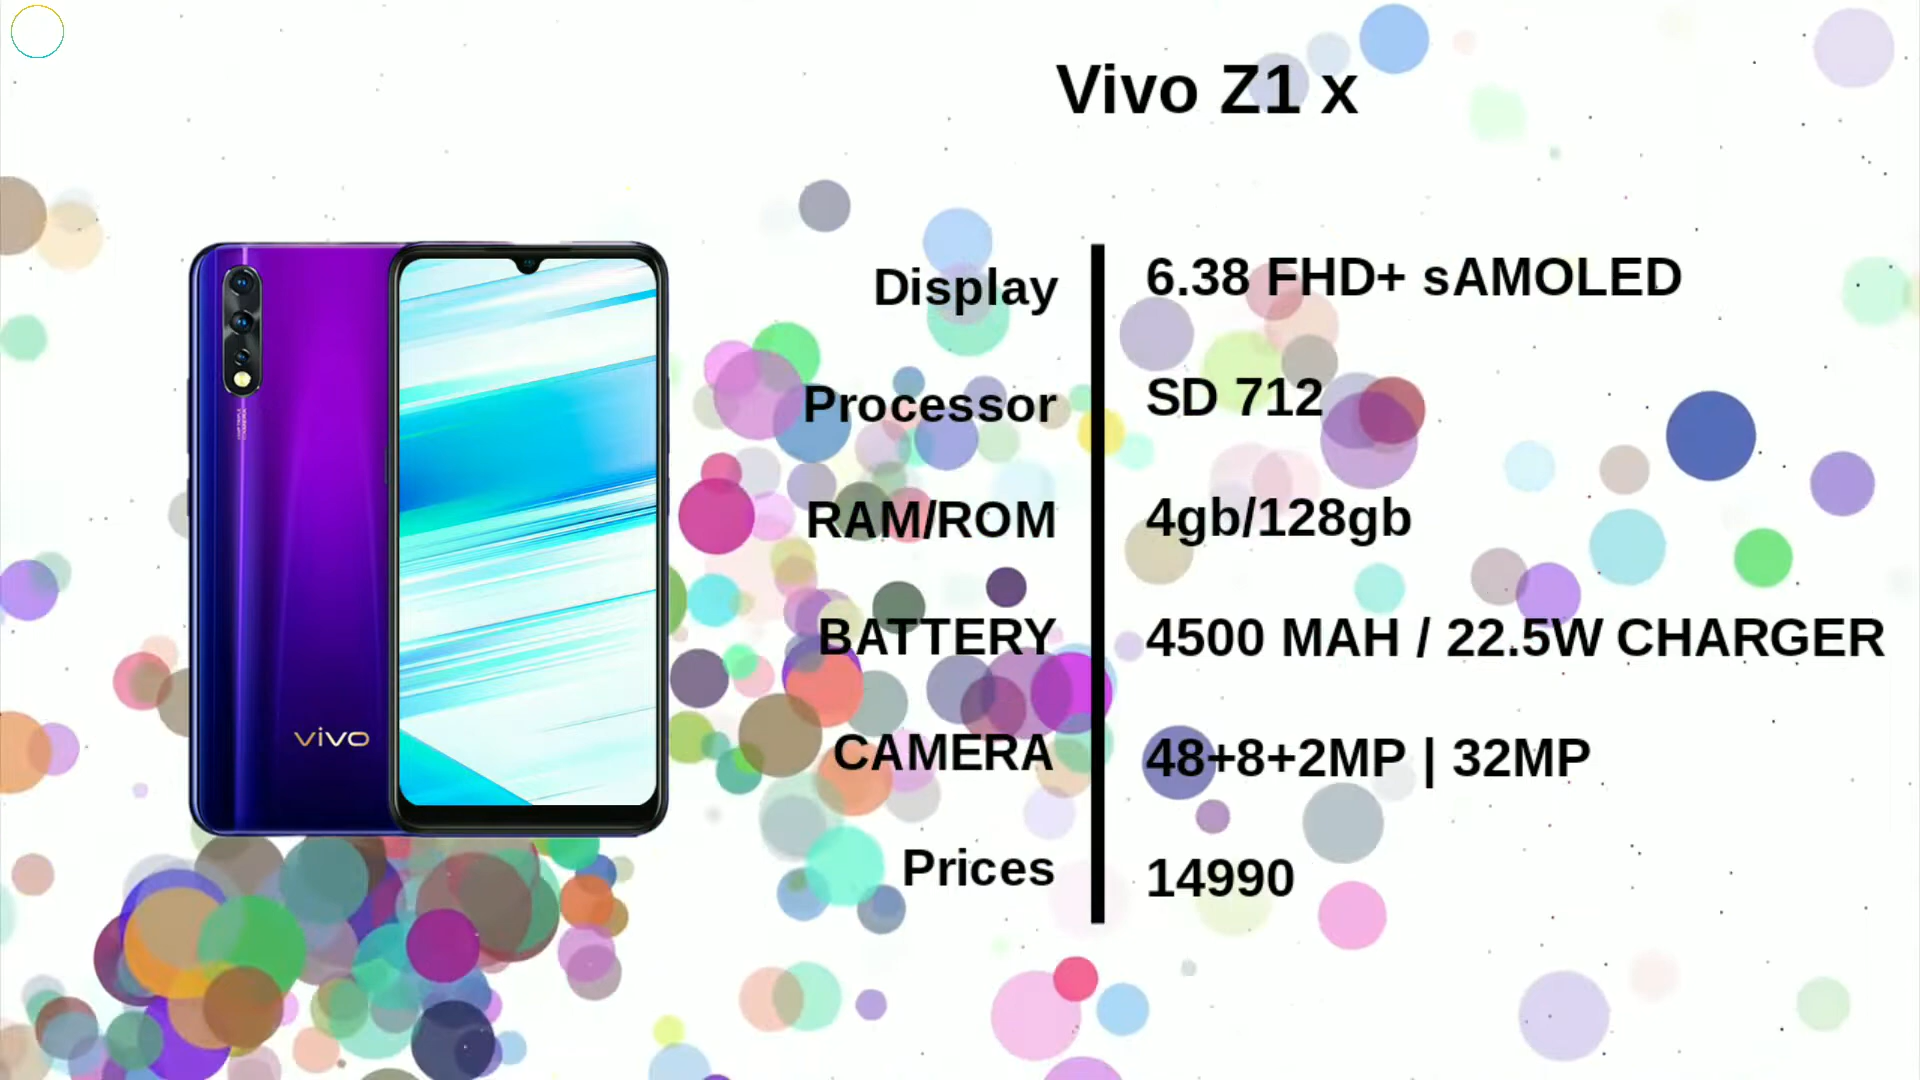 Vivo Z1 x
Display
6.38 FHD+ sAMOLED
Processor
SD 712
RAM/ROM
4gb/128gb
BATTERY
4500 MAH / 22.5W CHARGER
CAMERA
48+8+2MP | 32MP
Prices
14990
vivo